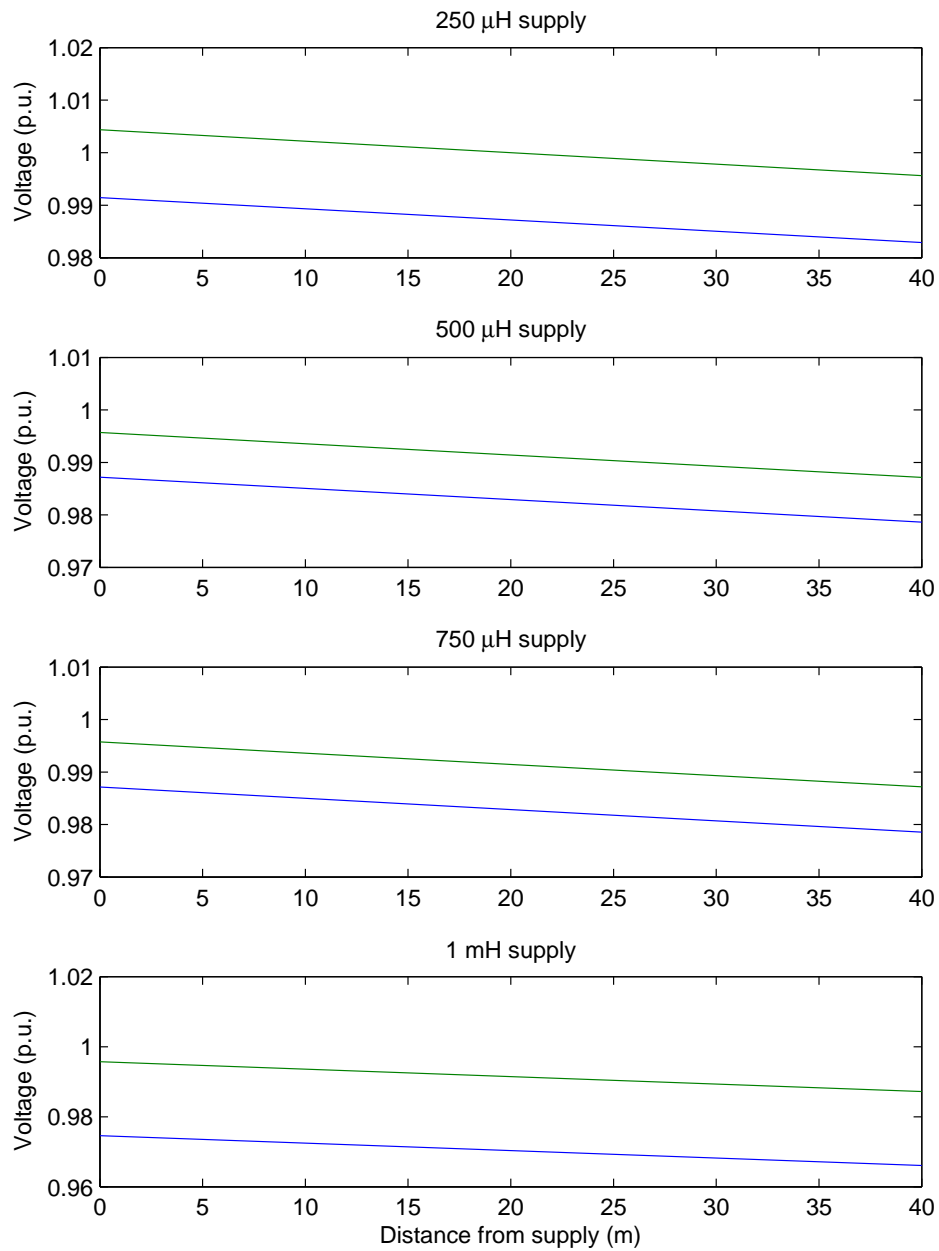 250 μH supply
1.02
1.01
1
0.99
0.98
Voltage (p.u.)
0 5 10 15 20 25 30 35 40
500 μH supply
1.01
1
0.99
0.98
0.97
Voltage (p.u.)
0 5 10 15 20 25 30 35 40
750 μH supply
1.01
1
0.99
0.98
0.97
Voltage (p.u.)
0 5 10 15 20 25 30 35 40
1 mH supply
1.02
1
0.98
0.96
Voltage (p.u.)
0 5 10 15 20 25 30 35 40
Distance from supply (m)